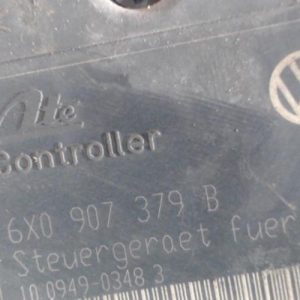 Ate
Controller
6X0 907 379 B
Steuergeraet fuer
10.0949-0348 3